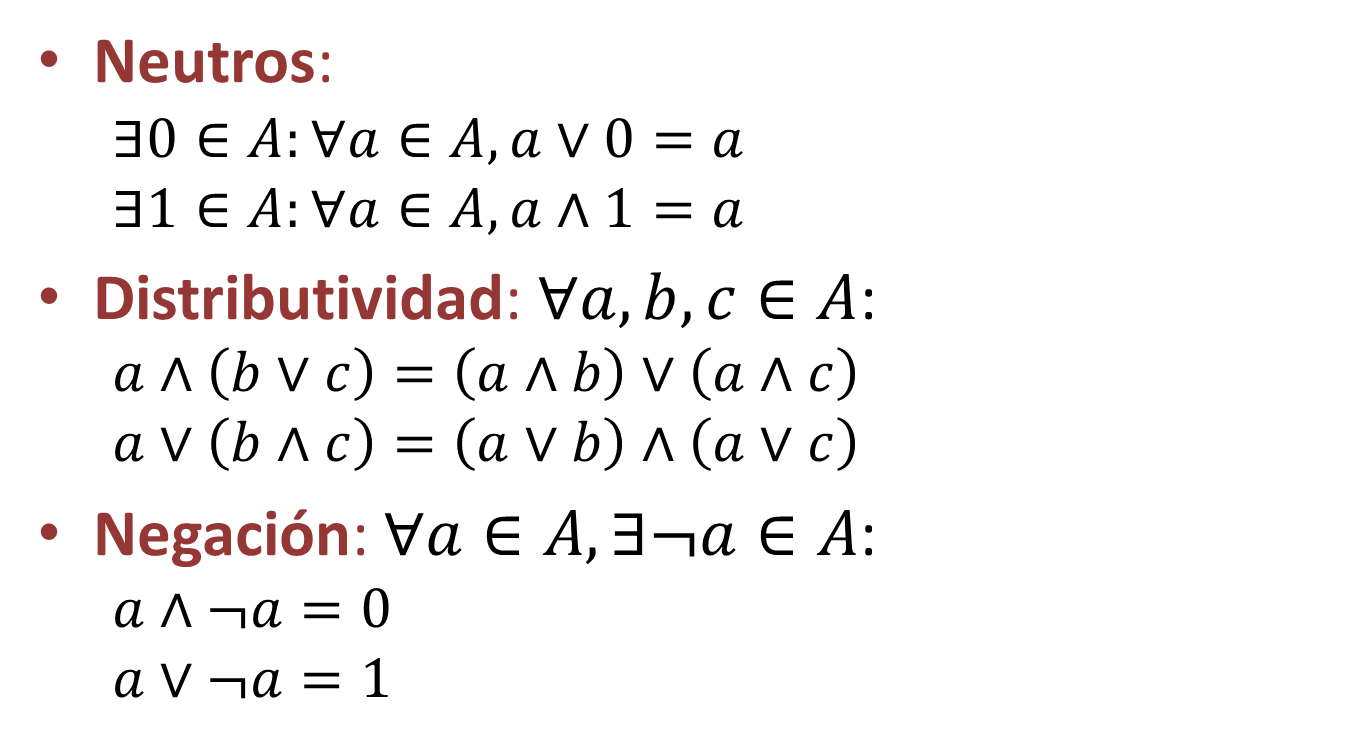 • Neutros:
∃0 ∈ A: ∀a ∈ A, a ∨ 0 = a
∃1 ∈ A: ∀a ∈ A, a ∧ 1 = a
• Distributividad: ∀a, b, c ∈ A:
a ∧ (b ∨ c) = (a ∧ b) ∨ (a ∧ c)
a ∨ (b ∧ c) = (a ∨ b) ∧ (a ∨ c)
• Negación: ∀a ∈ A, ∃¬a ∈ A:
a ∧ ¬a = 0
a ∨ ¬a = 1